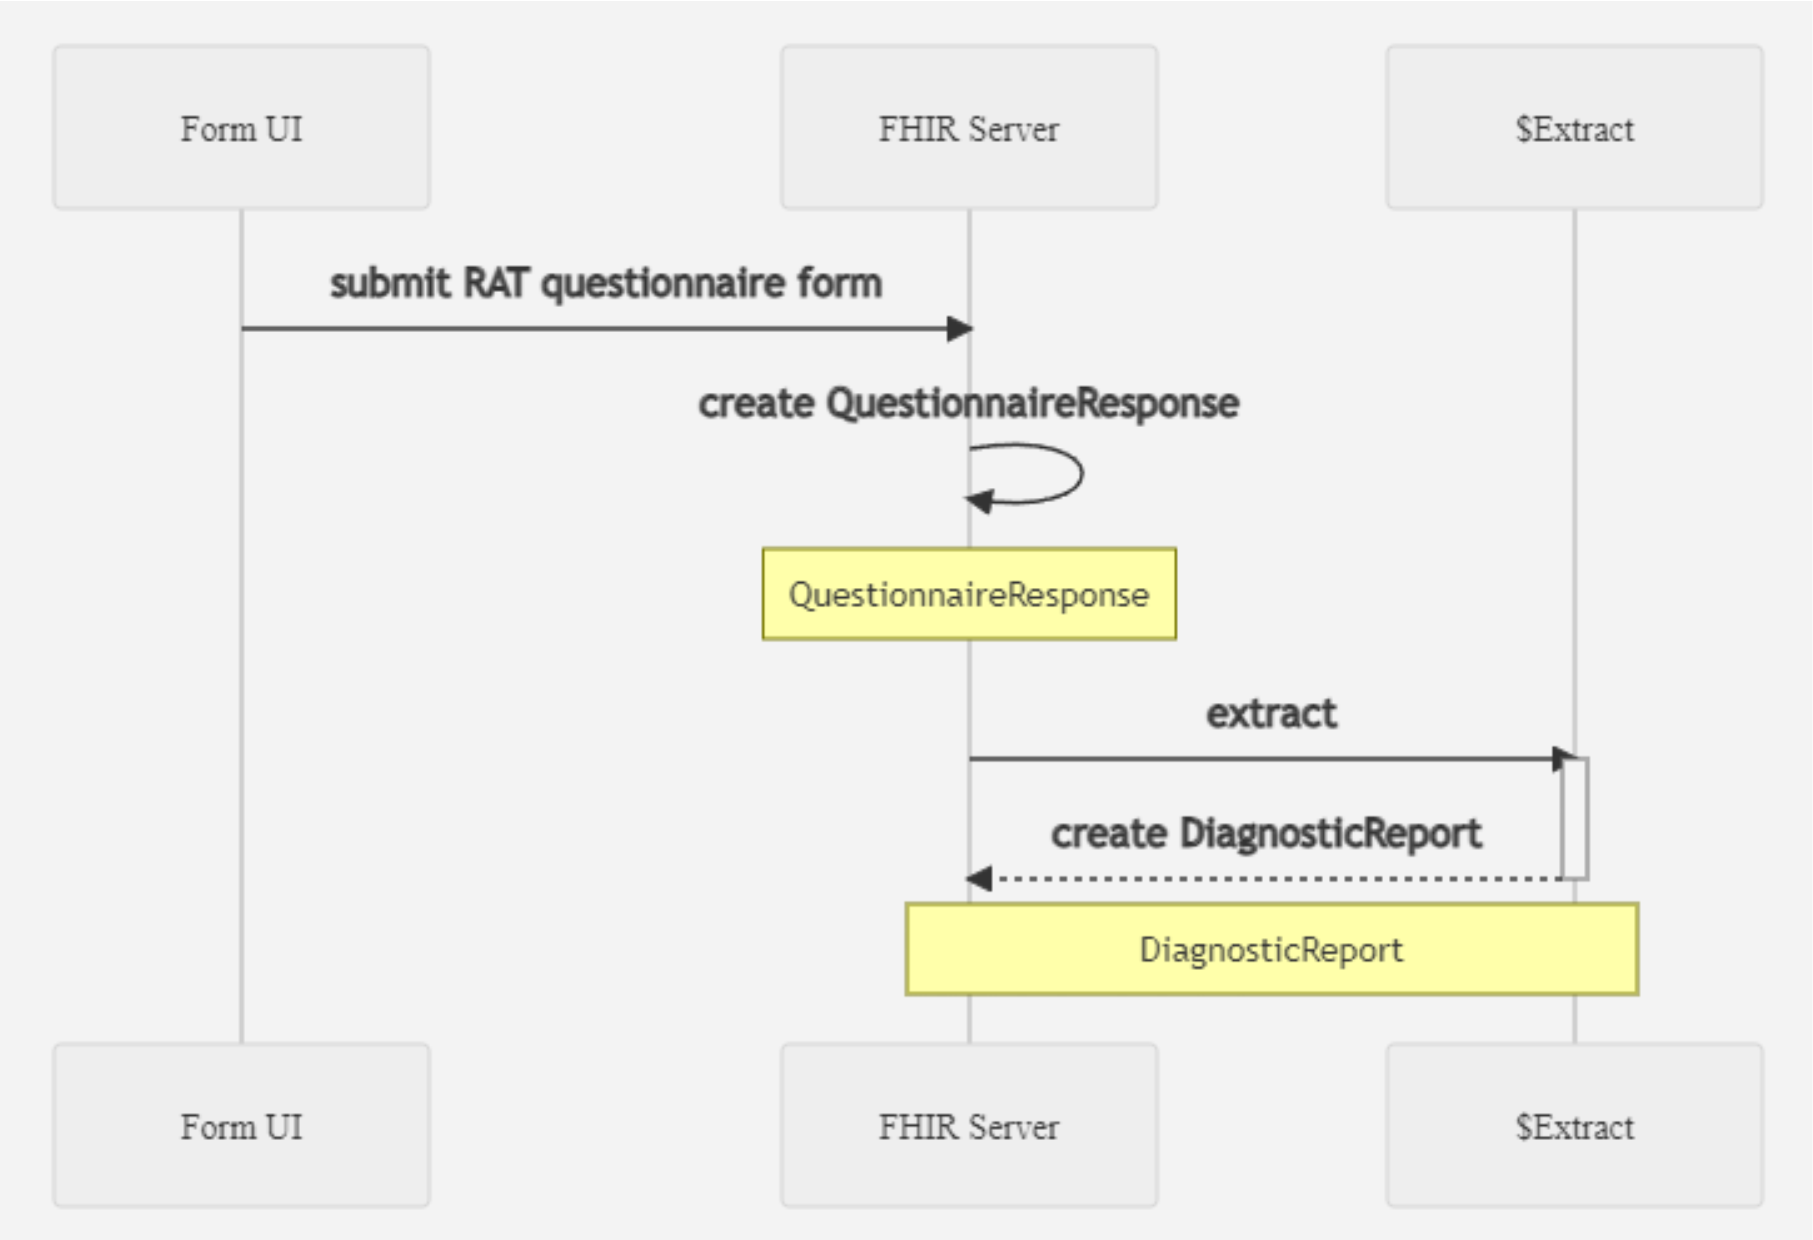 Form UI
FHIR Server
$Extract
submit RAT questionnaire form
create QuestionnaireResponse
QuestionnaireResponse
extract
create DiagnosticReport
DiagnosticReport
Form UI
FHIR Server
$Extract